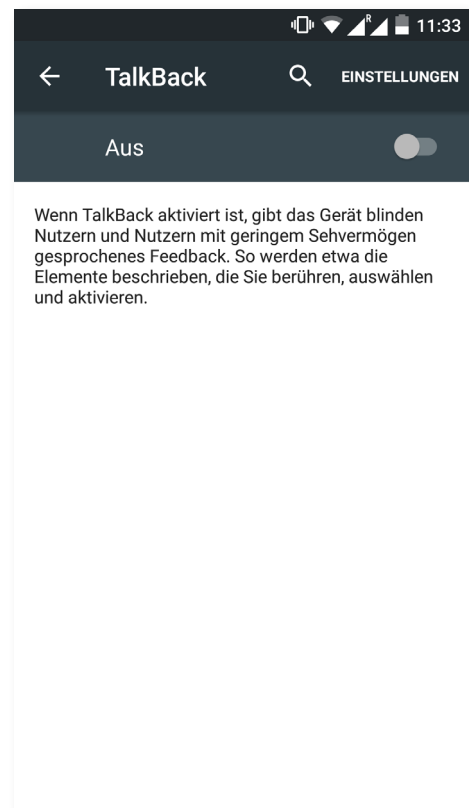 R 11:33
TalkBack EINSTELLUNGEN
Aus
Wenn TalkBack aktiviert ist, gibt das Gerät blinden
Nutzern und Nutzern mit geringem Sehvermögen
gesprochenes Feedback. So werden etwa die
Elemente beschrieben, die Sie berühren, auswählen
und aktivieren.